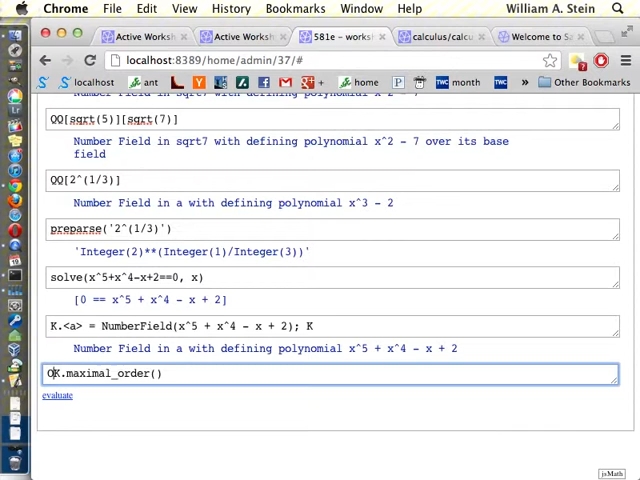 Chrome File Edit View History Bookmarks Window Help William A. Stein
Active Worksh Active Works 581e – works calculus/calcu Welcome to Sa
localhost:8389/home/admin/37/#
localhost ant home TWC month month Other Bookmarks
QQ[sqrt(5)][sqrt(7)]
Number Field in sqrt7 with defining polynomial x^2 - 7 over its base
field
QQ[2^(1/3)]
Number Field in a with defining polynomial x^3 - 2
preparse('2^(1/3)')
'Integer(2)**(Integer(1)/Integer(3))'
solve(x^5+x^4-x+2==0, x)
[0 == x^5 + x^4 - x + 2]
K.<a> = NumberField(x^5 + x^4 - x + 2); K
Number Field in a with defining polynomial x^5 + x^4 - x + 2
OK.maximal_order()
evaluate
jsMath